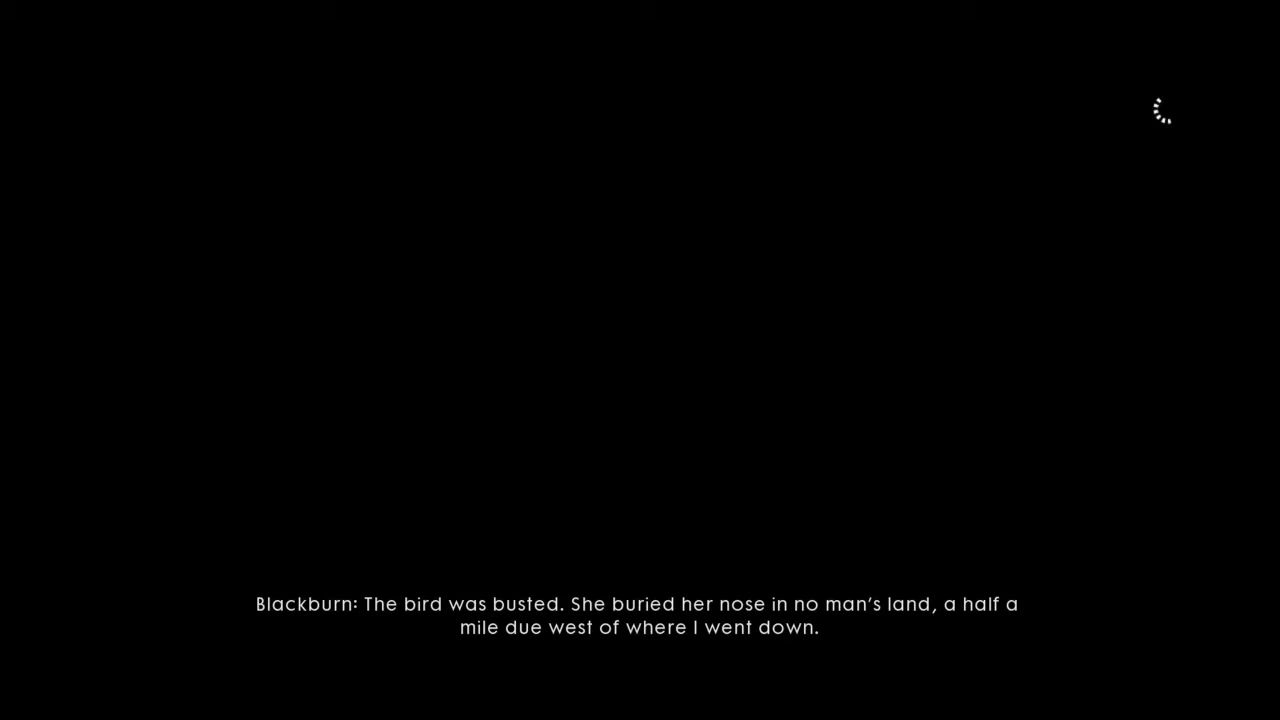 Blackburn: The bird was busted. She buried her nose in no man's land, a half a
mile due west of where I went down.